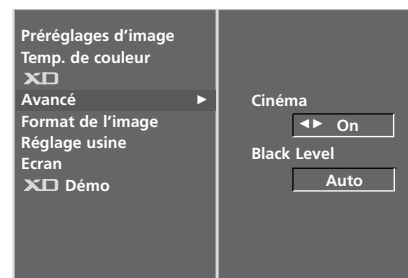 Préréglages d'image
Temp. de couleur
XD
Avancé ►
Format de l'image
Réglage usine
Ecran
XD Démo
Cinéma
◄► On
Black Level
Auto